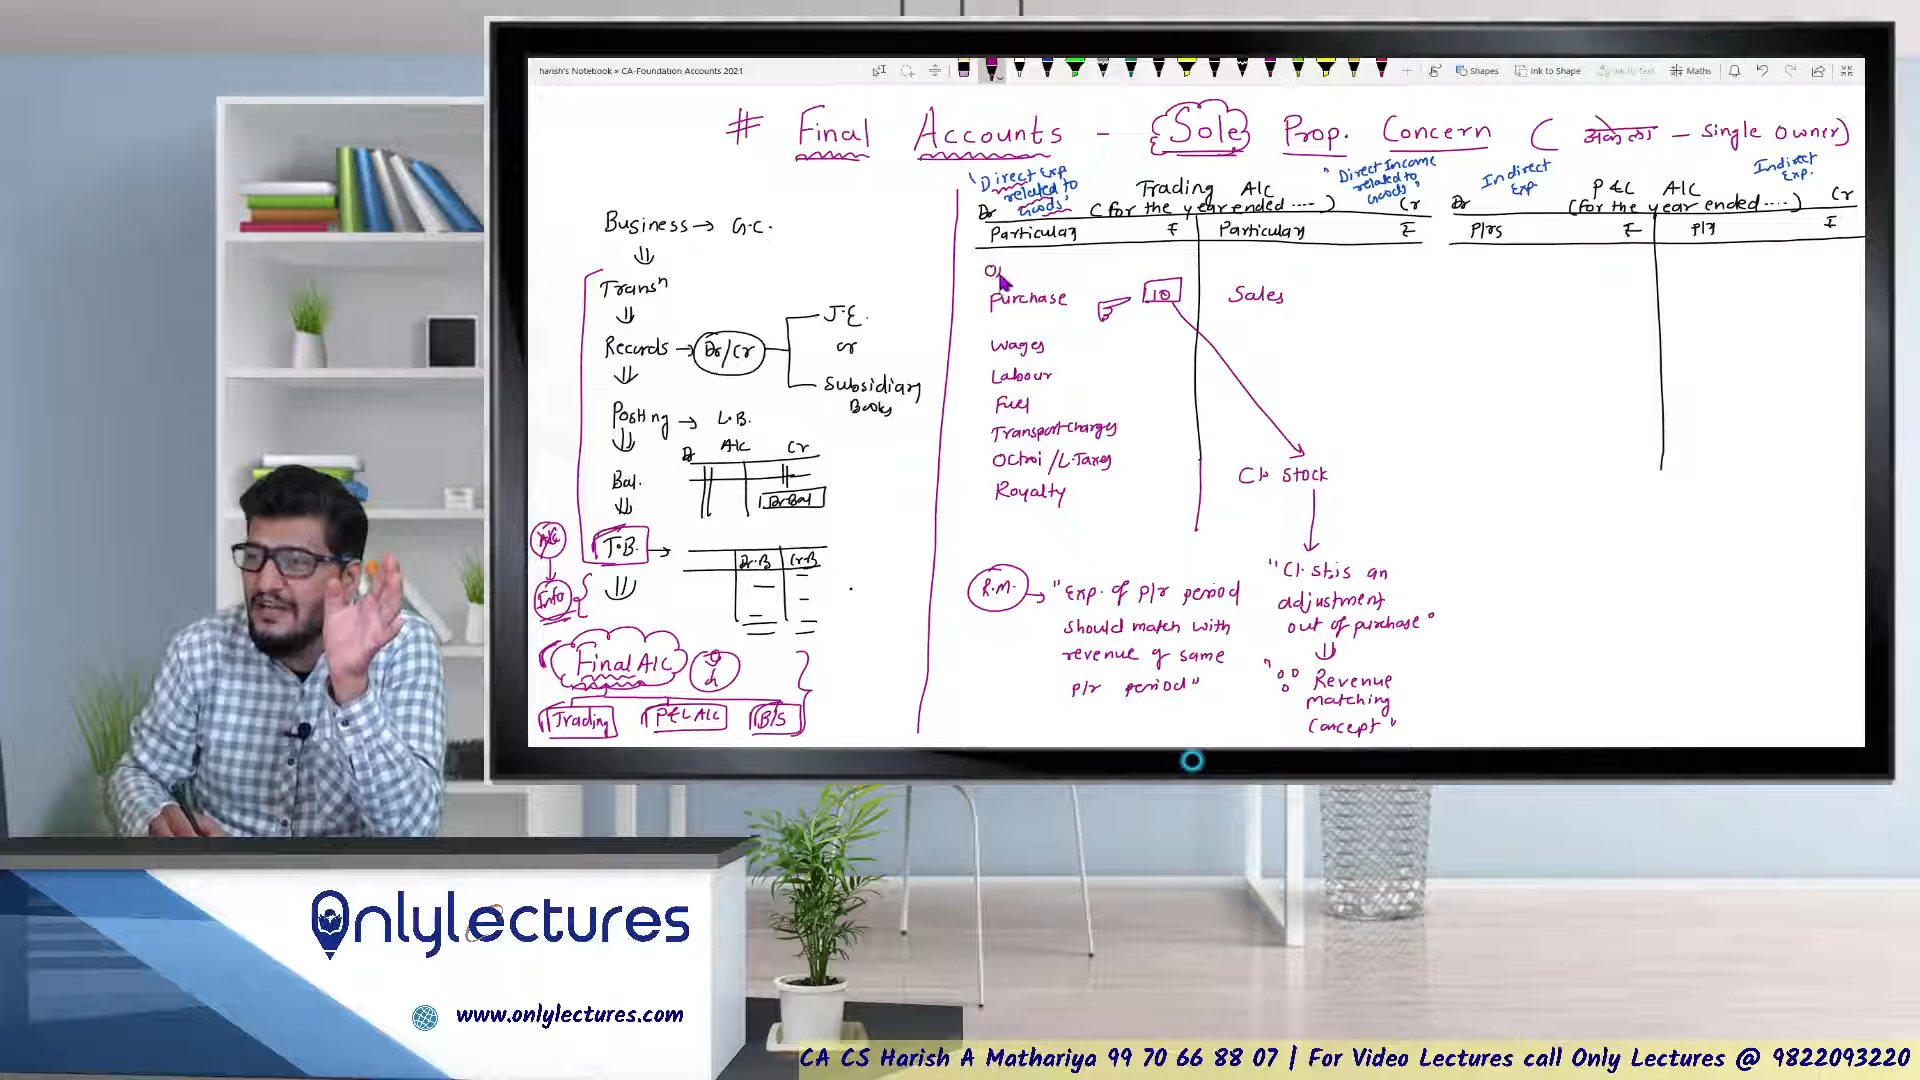 harish's Notebook » CA-Foundation Accounts 2021
Shapes
Ink to Shape
Ink to Text
Maths
# Final Accounts - Sole Prop. Concern ( अकेला - Single Owner)
Business → G.C.
Transⁿ
Records → Dr/Cr
J.E.
or
Subsidiary
Books
Posting → L.B.
Dr A/c Cr
Bal.
Dr Bal
T.B. →
Dr.B Cr.B
Info
Final A/c
Trading
P&L A/c
B/S
"Direct Exp
related to
Goods"
Trading A/c
"Direct Income
related to
Goods"
Dr (for the year ended ....) Cr
Particular ₹ Particular ₹
Purchase
10
Sales
Wages
Labour
Fuel
Transport charges
Octroi / L.Taxes
Royalty
Cl. Stock
R.M. → "Exp. of p/r period
should match with
revenue of same
p/r period"
"Cl. st is an
adjustment
out of purchase"
∴ Revenue
matching
Concept"
Indirect
Exp
P&L A/c
Indirect
Exp.
Dr (for the year ended ....) Cr
P/rs ₹ P/r ₹
Onlylectures
www.onlylectures.com
CA CS Harish A Mathariya 99 70 66 88 07 | For Video Lectures call Only Lectures @ 9822093220